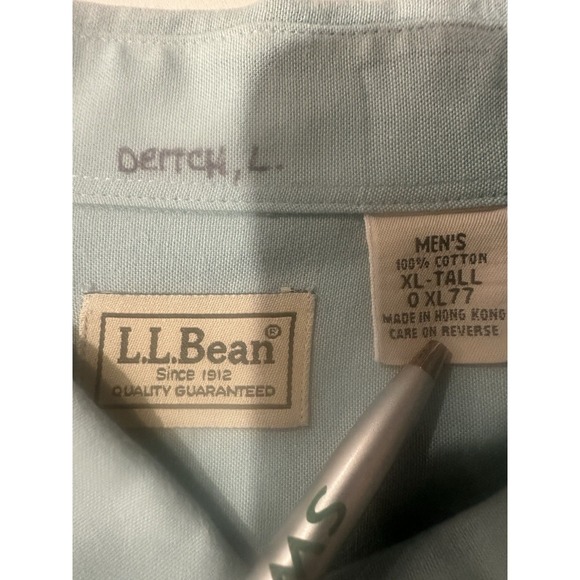 DEITCH, L.
L.L.Bean®
Since 1912
QUALITY GUARANTEED
MEN'S
100% COTTON
XL-TALL
0 XL77
MADE IN HONG KONG
CARE ON REVERSE